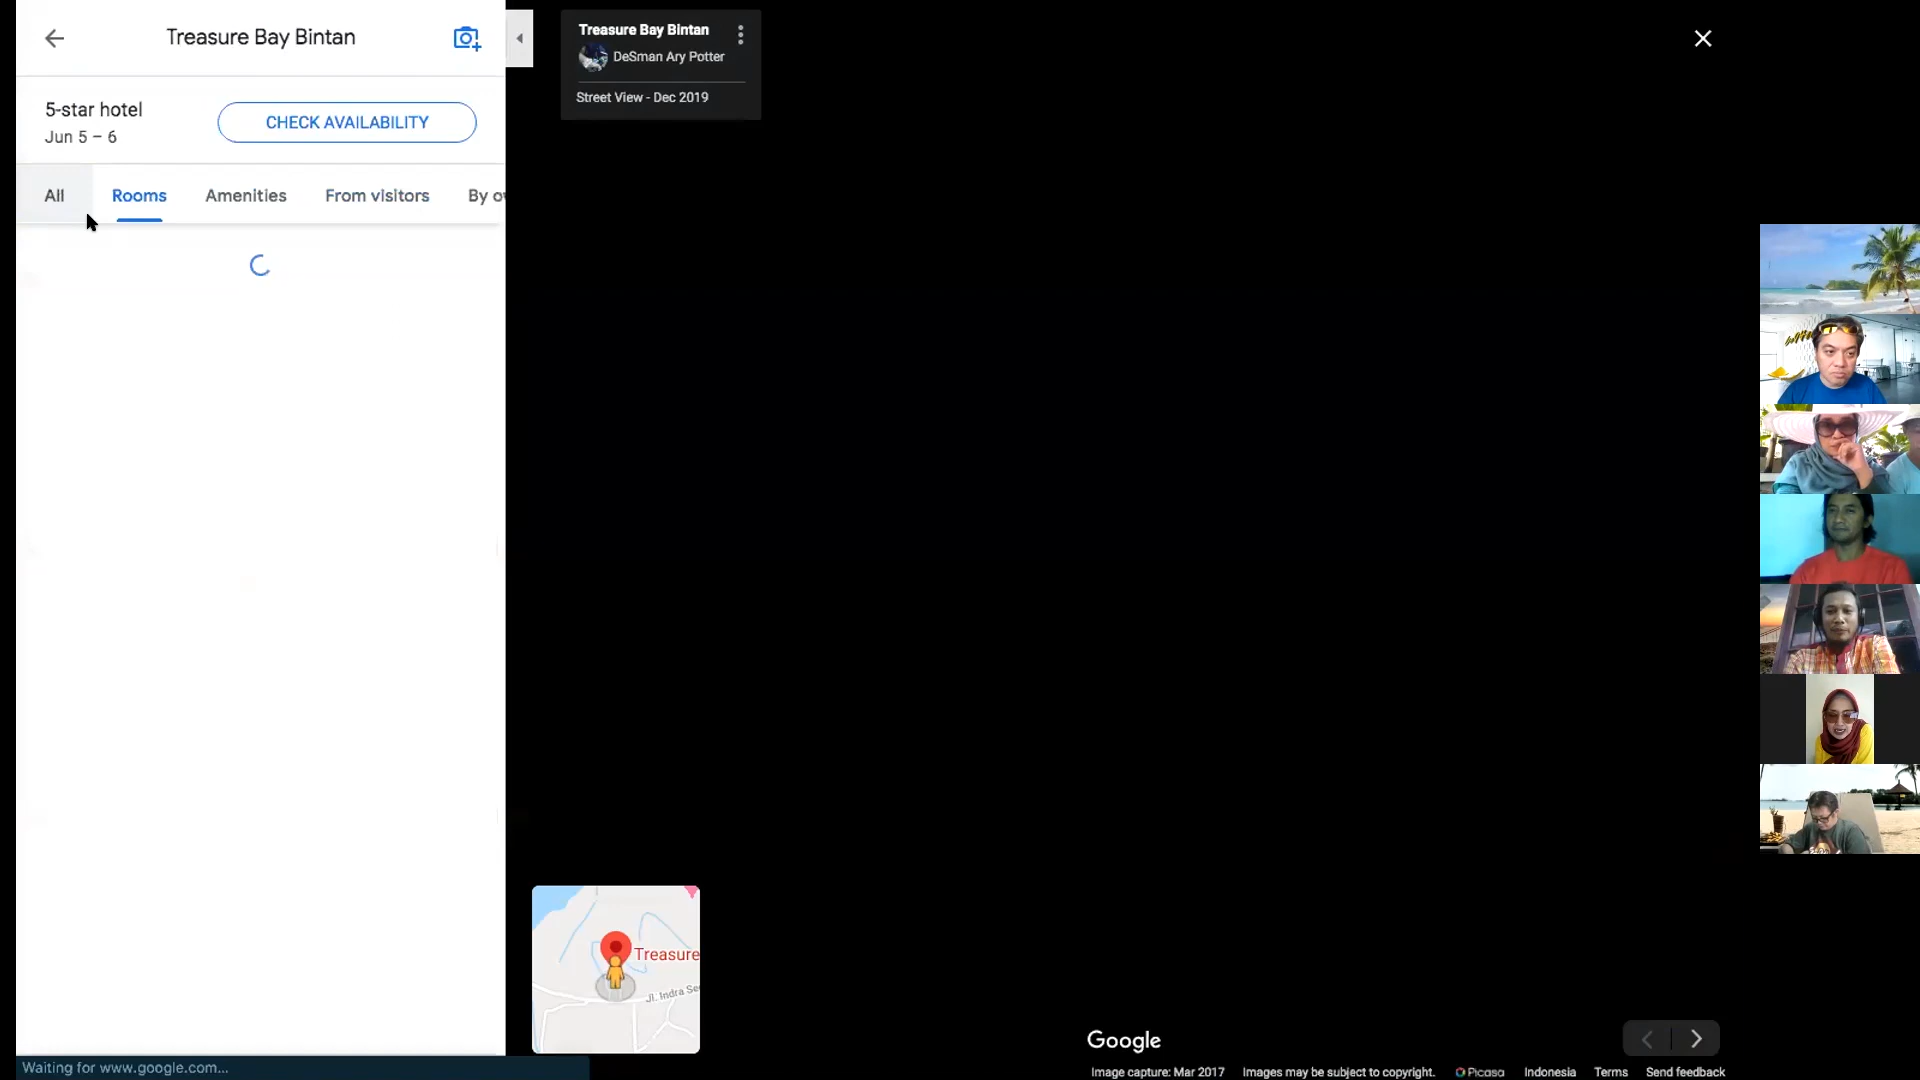 Treasure Bay Bintan
5-star hotel
Jun 5 – 6
CHECK AVAILABILITY
All
Rooms
Amenities
From visitors
By o
Treasure Bay Bintan
DeSman Ary Potter
Street View - Dec 2019
Treasure
Jl. Indra Se
Google
Waiting for www.google.com...
Image capture: Mar 2017
Images may be subject to copyright.
Picasa
Indonesia
Terms
Send feedback